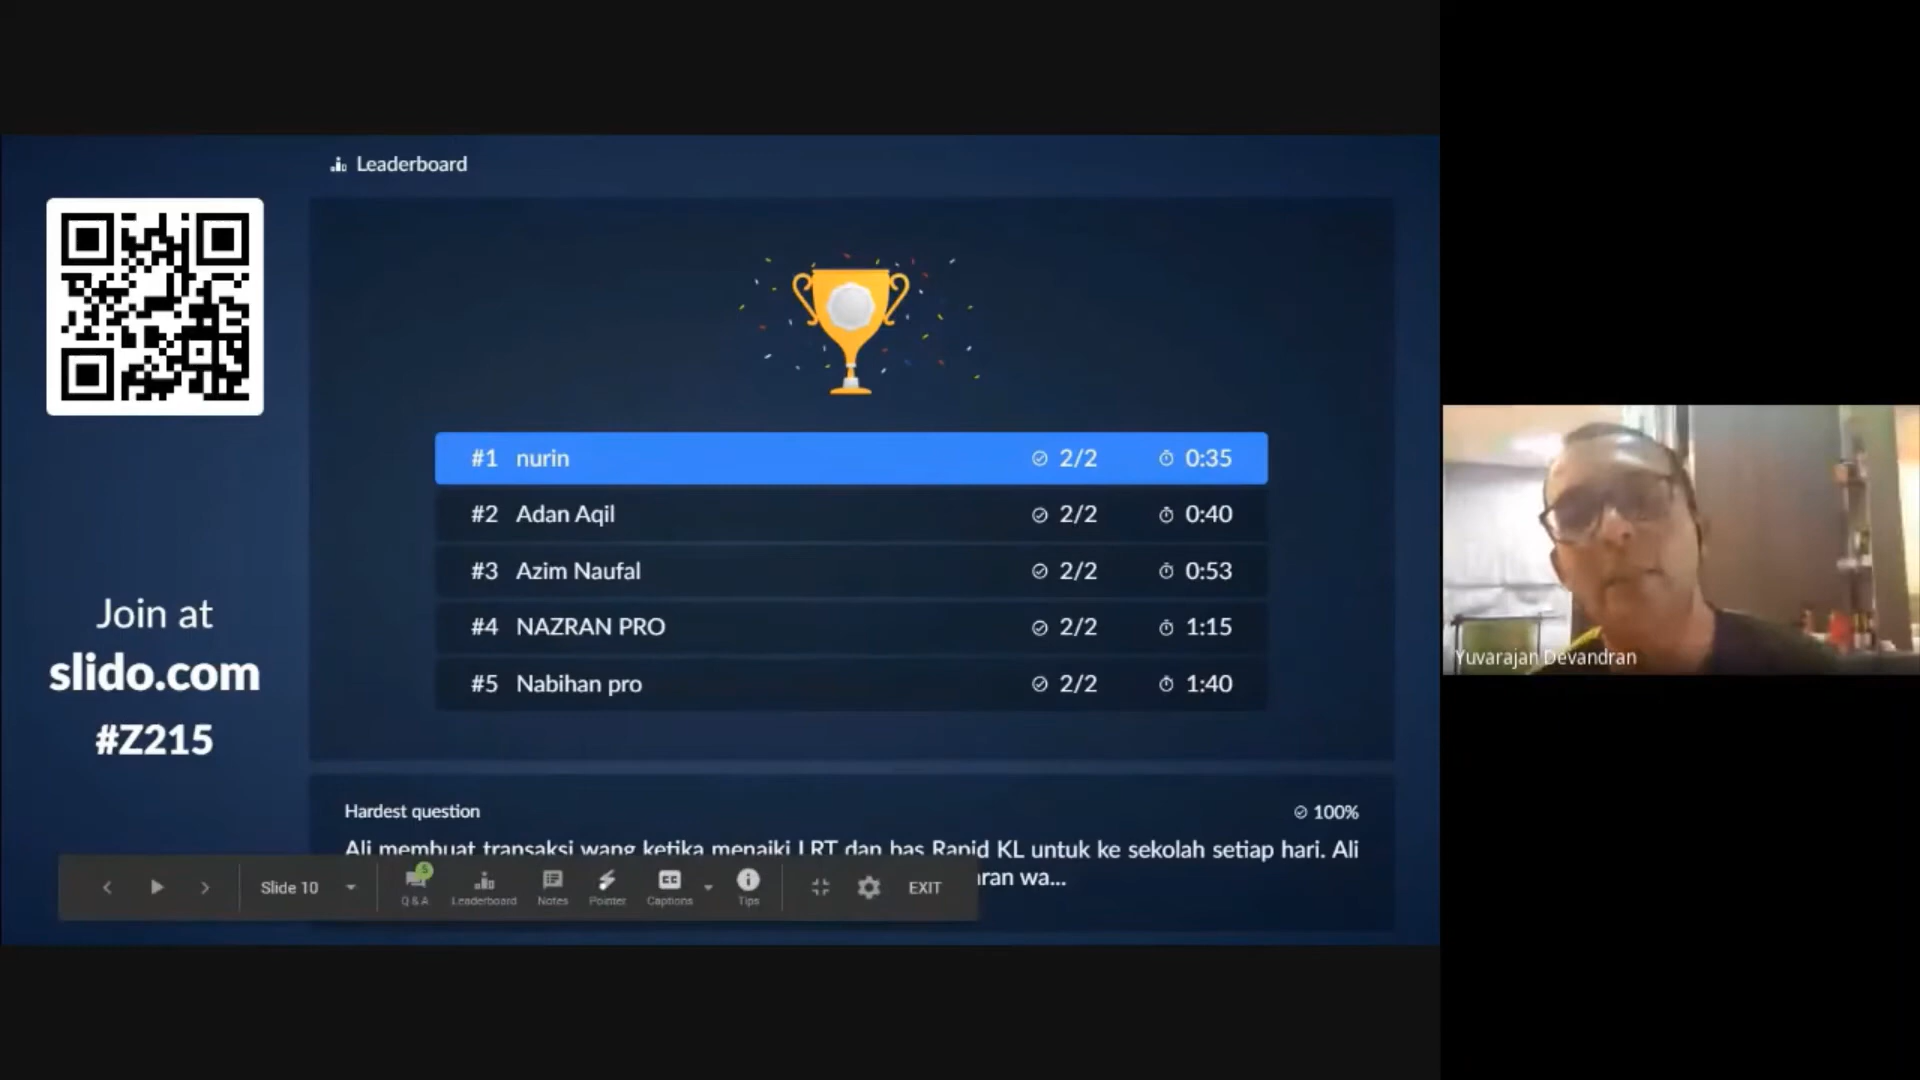 Leaderboard
Join at
slido.com
#Z215
#1 nurin 2/2 0:35
#2 Adan Aqil 2/2 0:40
#3 Azim Naufal 2/2 0:53
#4 NAZRAN PRO 2/2 1:15
#5 Nabihan pro 2/2 1:40
Hardest question 100%
Ali membuat transaksi wang ketika menaiki LRT dan bas Rapid KL untuk ke sekolah setiap hari. Ali
wa...
Slide 10
5
Q & A
Leaderboard
Notes
Pointer
CC
Captions
Tips
EXIT
Yuvarajan Devandran